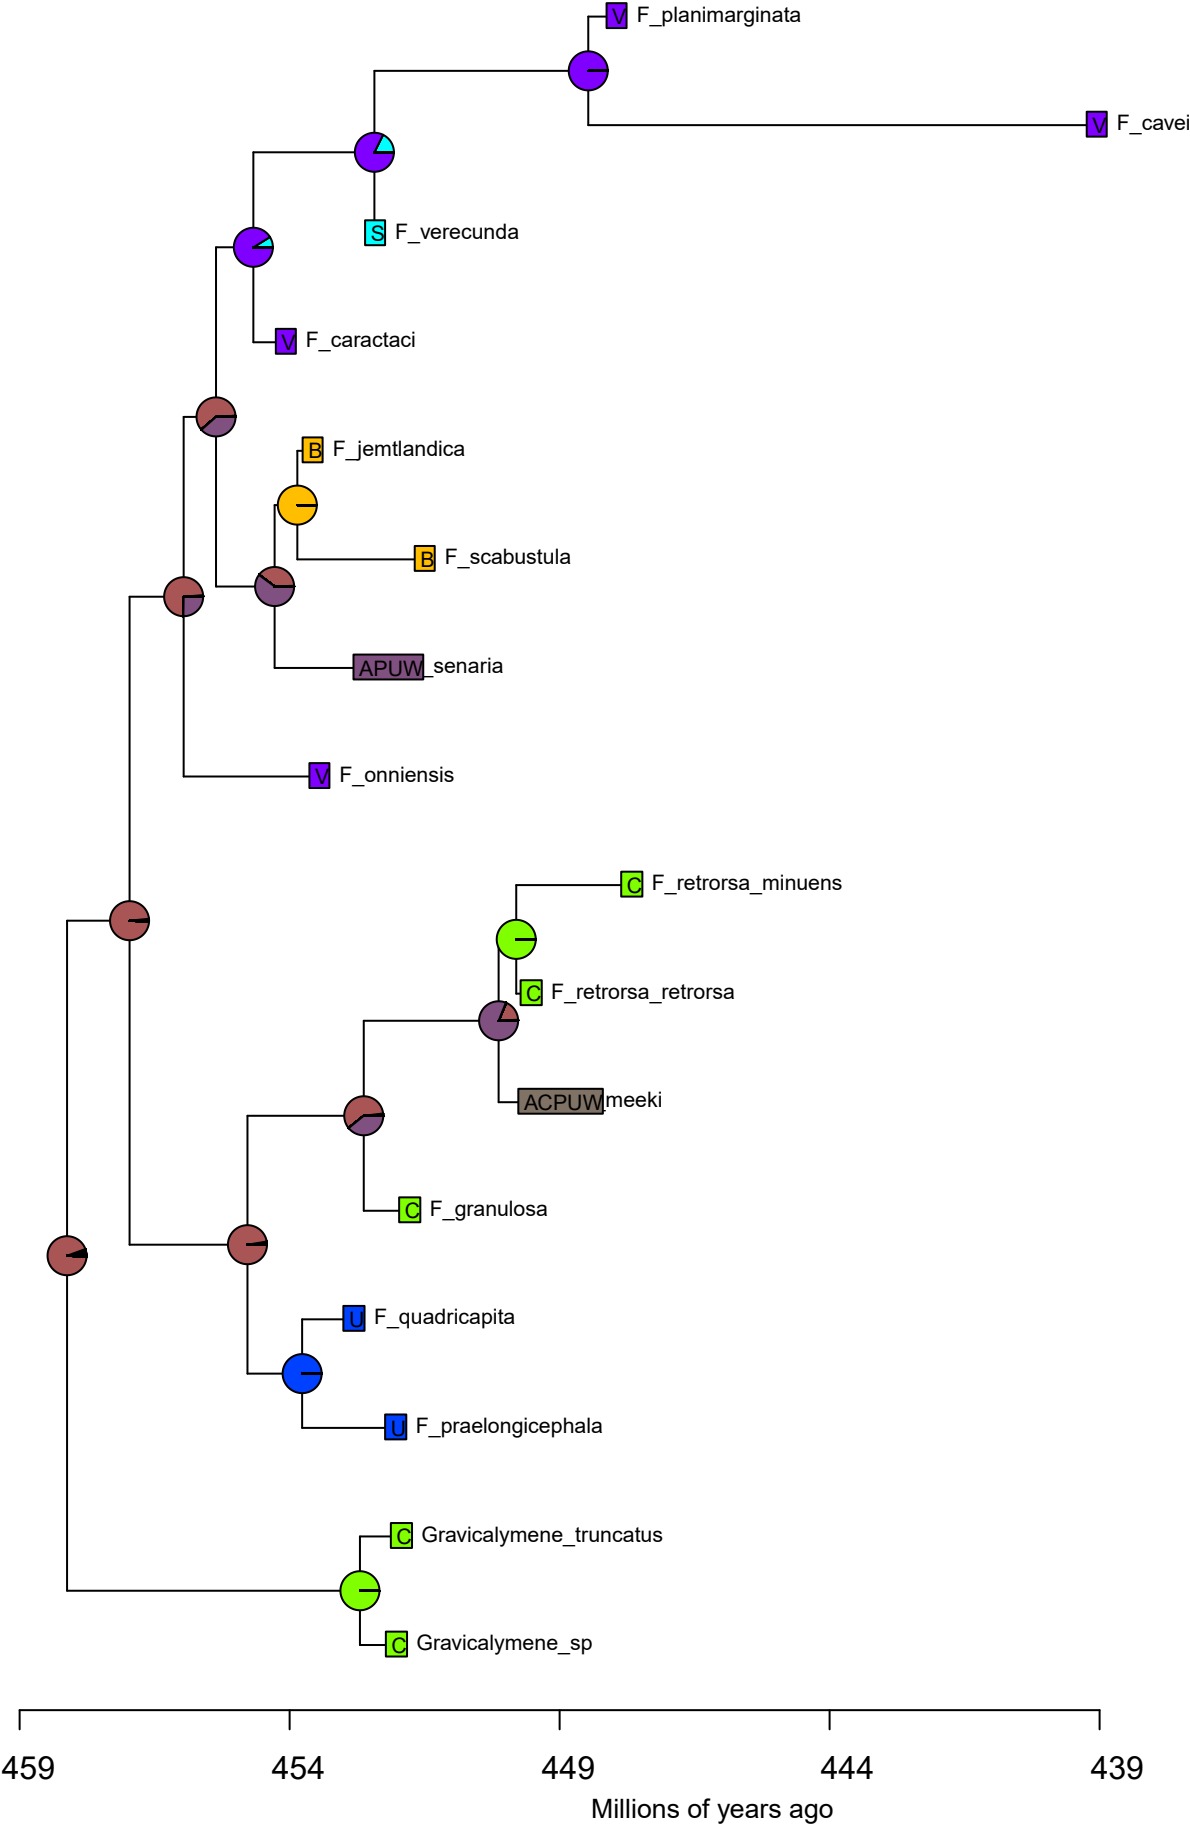 V F_planimarginata
V F_cavei
S F_verecunda
V F_caractaci
B F_jemtlandica
B F_scabustula
APUW_senaria
V F_onniensis
C F_retrorsa_minuens
C F_retrorsa_retrorsa
ACPUW meeki
C F_granulosa
U F_quadricapita
U F_praelongicephala
C Gravicalymene_truncatus
C Gravicalymene_sp
459 454 449 444 439
Millions of years ago